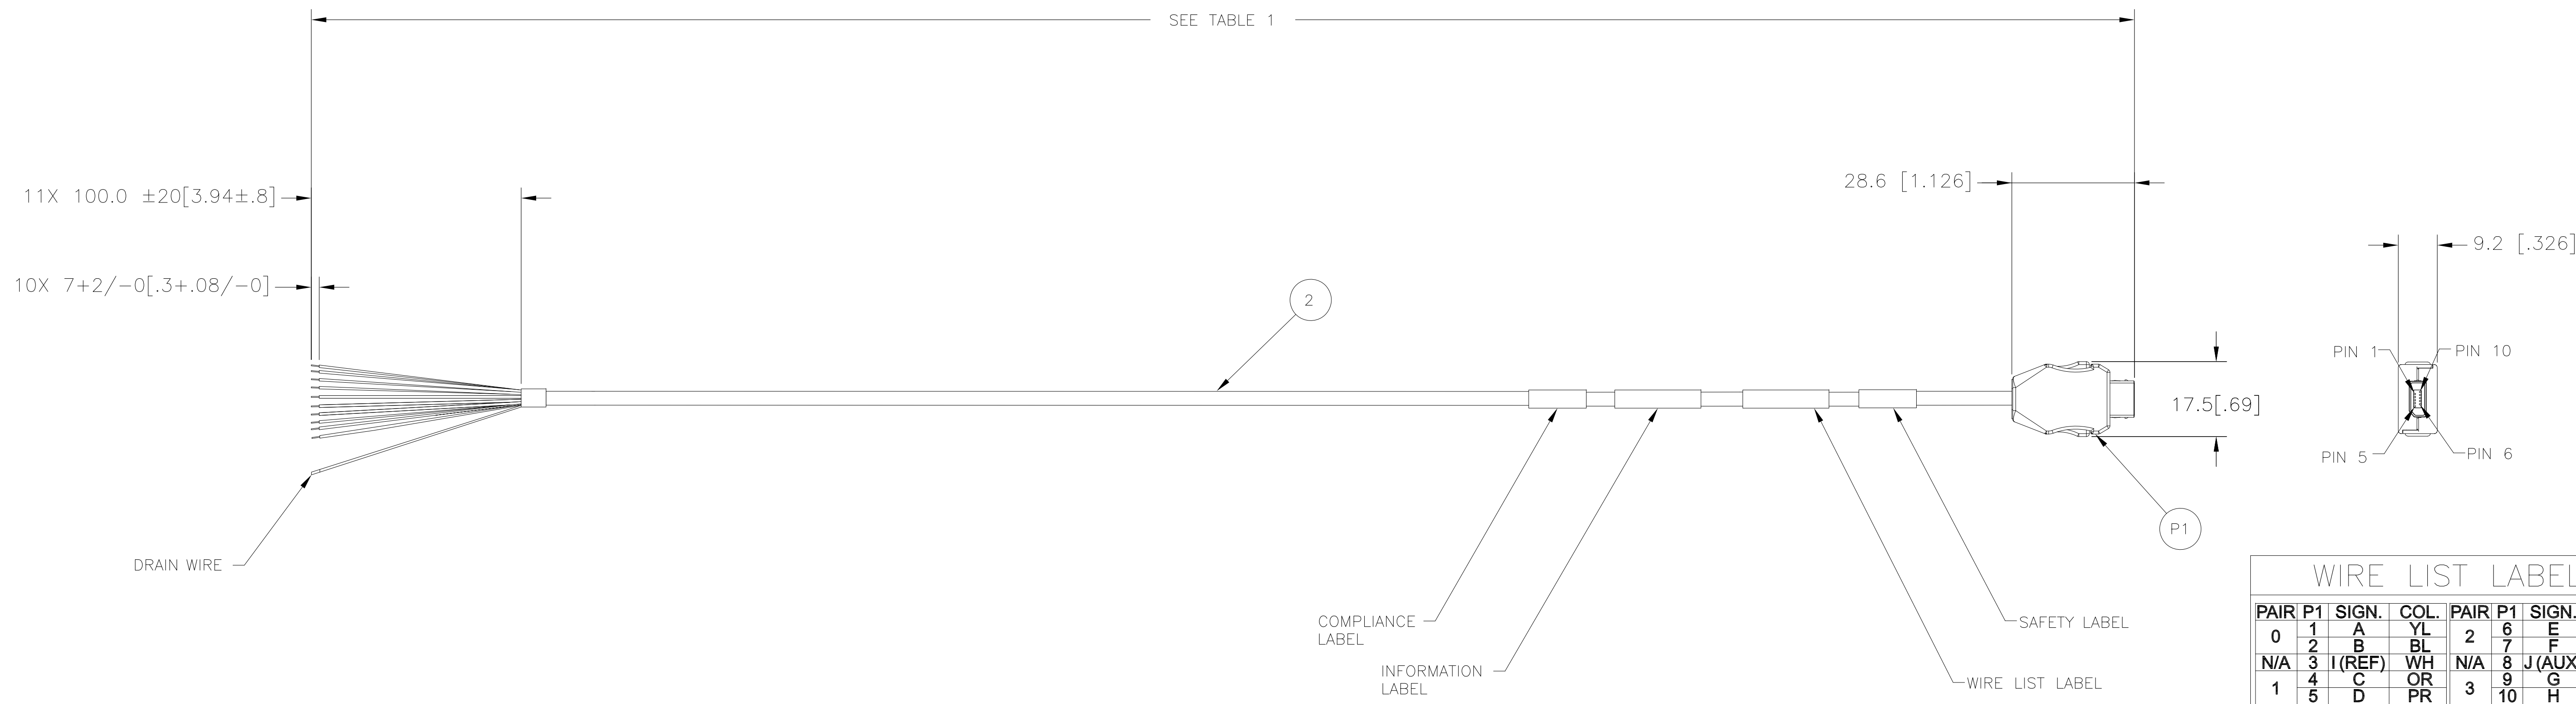 SEE TABLE 1
28.6 [1.126]
11X 100.0 ±20[3.94±.8]
9.2 [.326]
10X 7+2/-0[.3+.08/-0]
2
PIN 1
PIN 10
17.5[.69]
PIN 5
PIN 6
P1
DRAIN WIRE
COMPLIANCE
LABEL
SAFETY LABEL
INFORMATION
LABEL
WIRE LIST LABEL
WIRE LIST LABEL
PAIR P1 SIGN. COL. PAIR P1 SIGN.
0 1 A YL 2 6 E
2 B BL 7 F
N/A 3 I (REF) WH N/A 8 J (AUX
1 4 C OR 3 9 G
5 D PR 10 H